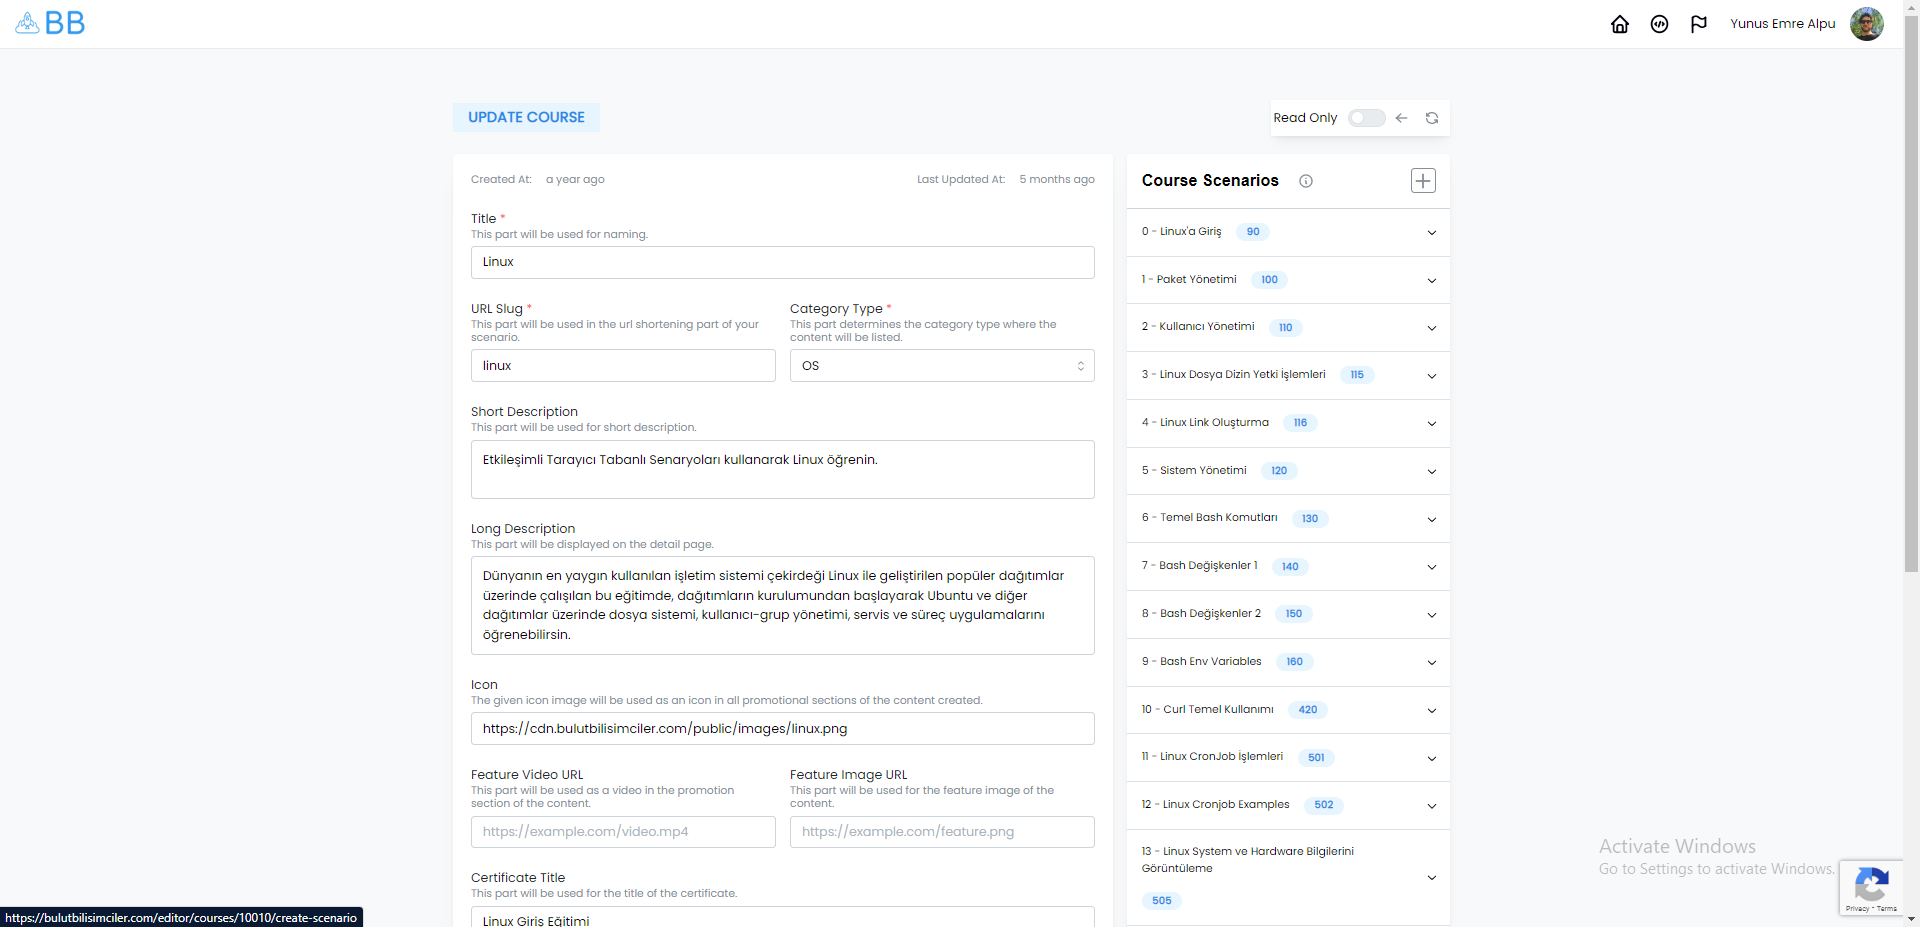 BB
Yunus Emre Alpu
UPDATE COURSE
Read Only
Created At: a year ago
Last Updated At: 5 months ago
Title *
This part will be used for naming.
Linux
URL Slug *
This part will be used in the url shortening part of your
scenario.
linux
Category Type *
This part determines the category type where the
content will be listed.
OS
Short Description
This part will be used for short description.
Etkileşimli Tarayıcı Tabanlı Senaryoları kullanarak Linux öğrenin.
Long Description
This part will be displayed on the detail page.
Dünyanın en yaygın kullanılan işletim sistemi çekirdeği Linux ile geliştirilen popüler dağıtımlar
üzerinde çalışılan bu eğitimde, dağıtımların kurulumundan başlayarak Ubuntu ve diğer
dağıtımlar üzerinde dosya sistemi, kullanıcı-grup yönetimi, servis ve süreç uygulamalarını
öğrenebilirsin.
Icon
The given icon image will be used as an icon in all promotional sections of the content created.
https://cdn.bulutbilisimciler.com/public/images/linux.png
Feature Video URL
This part will be used as a video in the promotion
section of the content.
https://example.com/video.mp4
Feature Image URL
This part will be used for the feature image of the
content.
https://example.com/feature.png
Certificate Title
This part will be used for the title of the certificate.
Linux Giriş Eğitimi
Course Scenarios
0 - Linux'a Giriş 90
1 - Paket Yönetimi 100
2 - Kullanıcı Yönetimi 110
3 - Linux Dosya Dizin Yetki İşlemleri 115
4 - Linux Link Oluşturma 116
5 - Sistem Yönetimi 120
6 - Temel Bash Komutları 130
7 - Bash Değişkenler 1 140
8 - Bash Değişkenler 2 150
9 - Bash Env Variables 160
10 - Curl Temel Kullanımı 420
11 - Linux CronJob İşlemleri 501
12 - Linux Cronjob Examples 502
13 - Linux System ve Hardware Bilgilerini
Görüntüleme
505
Activate Windows
Go to Settings to activate Windows.
Privacy - Terms
https://bulutbilisimciler.com/editor/courses/10010/create-scenario